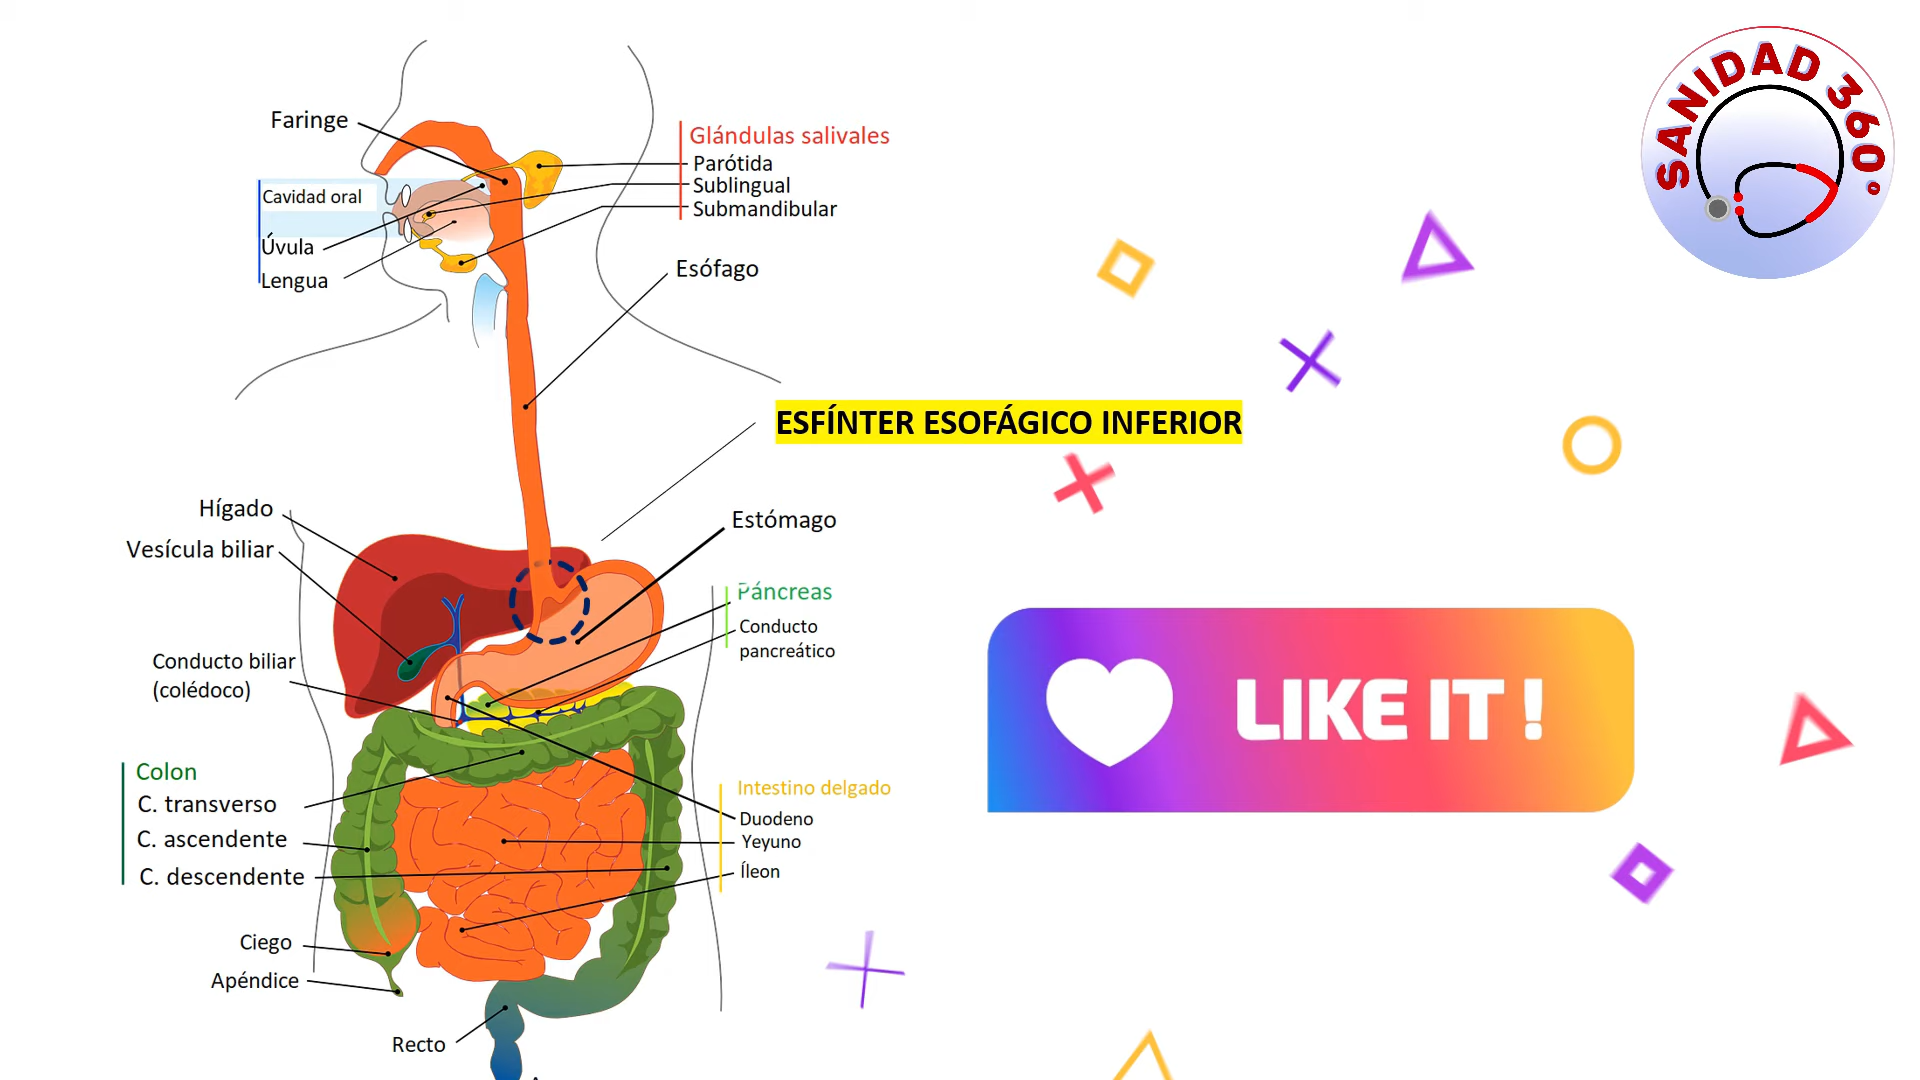 SANIDAD 360°
Faringe
Glándulas salivales
Parótida
Sublingual
Submandibular
Cavidad oral
Úvula
Lengua
Esófago
ESFÍNTER ESOFÁGICO INFERIOR
Hígado
Vesícula biliar
Estómago
Páncreas
Conducto
pancreático
Conducto biliar
(colédoco)
LIKE IT !
Colon
C. transverso
C. ascendente
C. descendente
Intestino delgado
Duodeno
Yeyuno
Íleon
Ciego
Apéndice
Recto